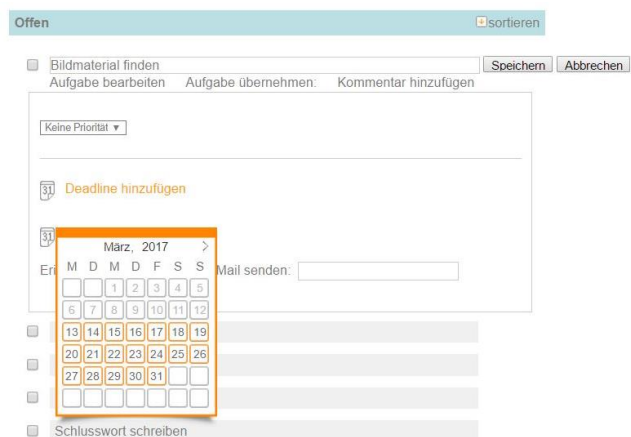 Offen
sortieren
Bildmaterial finden
Speichern
Abbrechen
Aufgabe bearbeiten Aufgabe übernehmen: Kommentar hinzufügen
Keine Priorität ▼
31 Deadline hinzufügen
31
März, 2017 >
Eri Mail senden:
M D M D F S S
1 2 3 4 5
6 7 8 9 10 11 12
13 14 15 16 17 18 19
20 21 22 23 24 25 26
27 28 29 30 31
Schlusswort schreiben